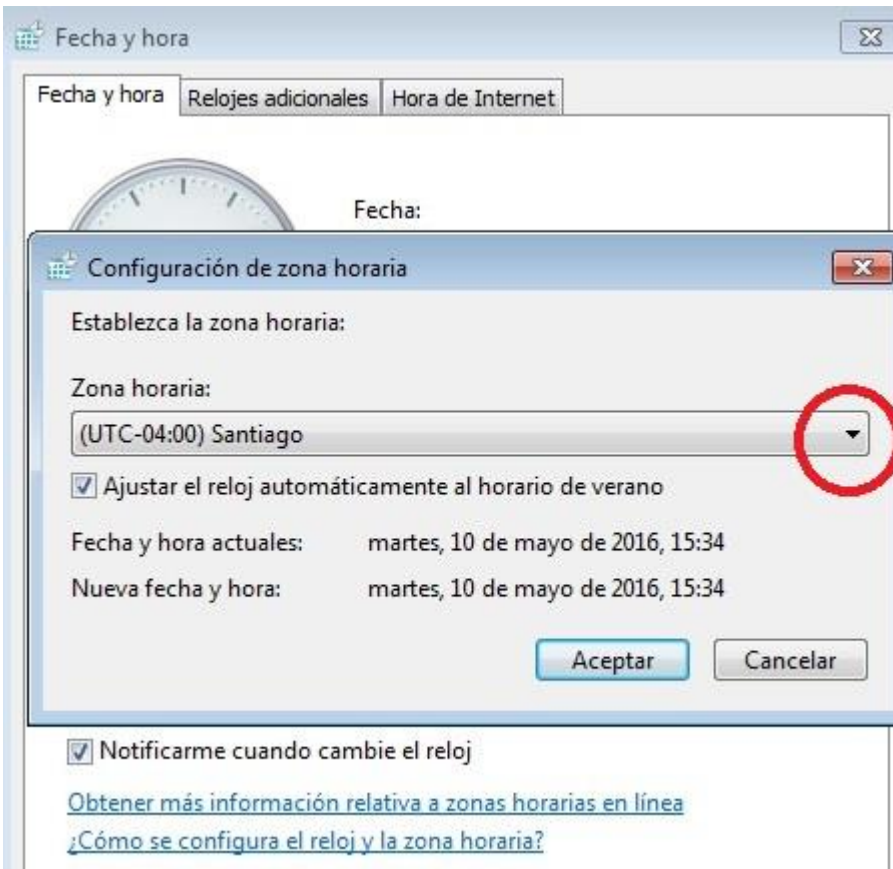 Fecha y hora
Fecha y hora Relojes adicionales Hora de Internet
Fecha:
Configuración de zona horaria
Establezca la zona horaria:
Zona horaria:
(UTC-04:00) Santiago
Ajustar el reloj automáticamente al horario de verano
Fecha y hora actuales: martes, 10 de mayo de 2016, 15:34
Nueva fecha y hora: martes, 10 de mayo de 2016, 15:34
Aceptar Cancelar
Notificarme cuando cambie el reloj
Obtener más información relativa a zonas horarias en línea
¿Cómo se configura el reloj y la zona horaria?